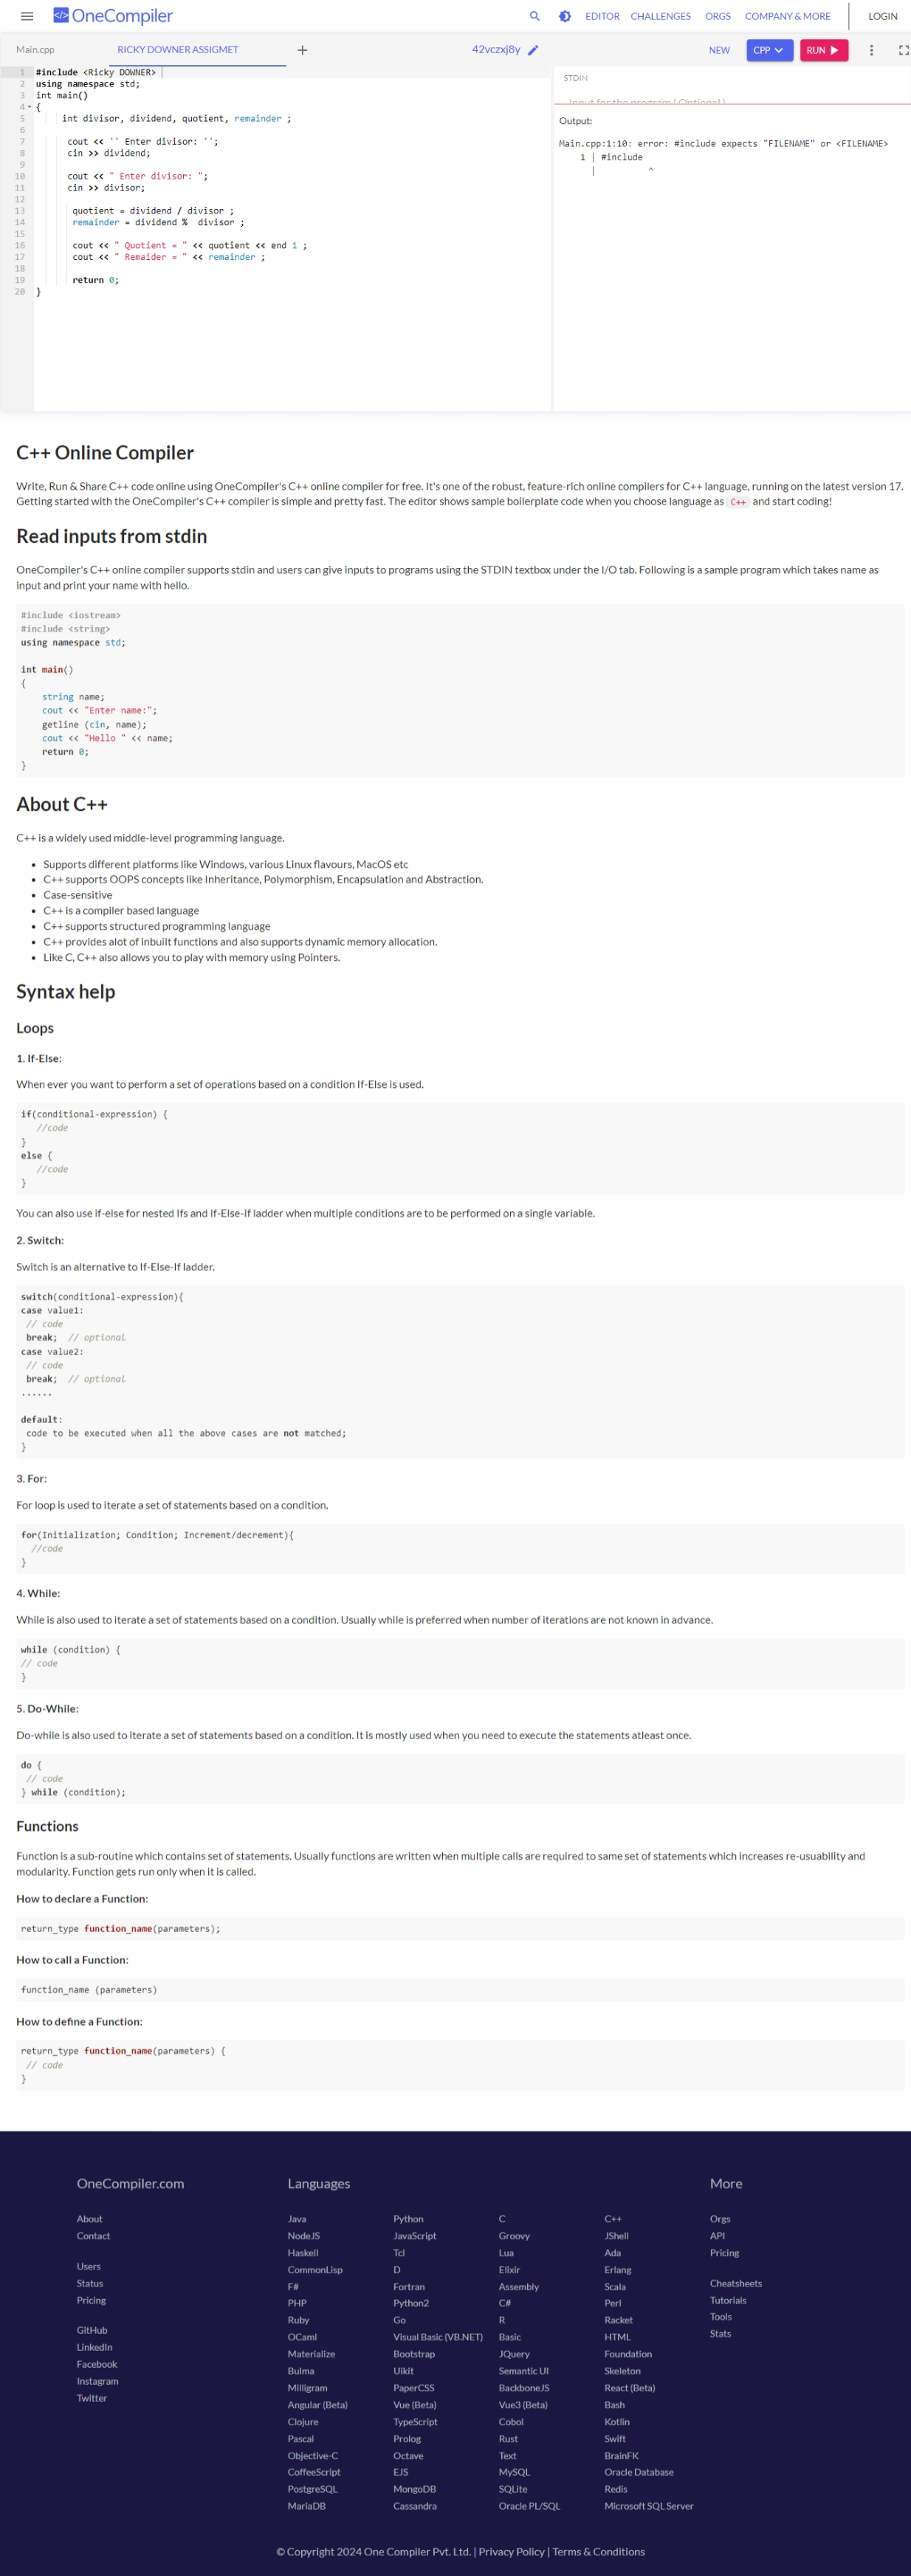 OneCompiler
EDITOR CHALLENGES ORGS COMPANY & MORE LOGIN
Main.cpp RICKY DOWNER ASSIGMET + 42vczxj8y NEW CPP RUN
1 #include <Ricky DOWNER>
2 using namespace std;
3 int main()
4 {
5 int divisor, dividend, quotient, remainder ;
6
7 cout << '' Enter divisor: '';
8 cin >> dividend;
9
10 cout << " Enter divisor: ";
11 cin >> divisor;
12
13 quotient = dividend / divisor ;
14 remainder = dividend % divisor ;
15
16 cout << " Quotient = " << quotient << end 1 ;
17 cout << " Remaider = " << remainder ;
18
19 return 0;
20 }
STDIN
Input for the program ( Optional )
Output:
Main.cpp:1:10: error: #include expects "FILENAME" or <FILENAME>
1 | #include
| ^
C++ Online Compiler
Write, Run & Share C++ code online using OneCompiler's C++ online compiler for free. It's one of the robust, feature-rich online compilers for C++ language, running on the latest version 17.
Getting started with the OneCompiler's C++ compiler is simple and pretty fast. The editor shows sample boilerplate code when you choose language as C++ and start coding!
Read inputs from stdin
OneCompiler's C++ online compiler supports stdin and users can give inputs to programs using the STDIN textbox under the I/O tab. Following is a sample program which takes name as
input and print your name with hello.
#include <iostream>
#include <string>
using namespace std;
int main()
{
string name;
cout << "Enter name:";
getline (cin, name);
cout << "Hello " << name;
return 0;
}
About C++
C++ is a widely used middle-level programming language.
• Supports different platforms like Windows, various Linux flavours, MacOS etc
• C++ supports OOPS concepts like Inheritance, Polymorphism, Encapsulation and Abstraction.
• Case-sensitive
• C++ is a compiler based language
• C++ supports structured programming language
• C++ provides alot of inbuilt functions and also supports dynamic memory allocation.
• Like C, C++ also allows you to play with memory using Pointers.
Syntax help
Loops
1. If-Else:
When ever you want to perform a set of operations based on a condition If-Else is used.
if(conditional-expression) {
//code
}
else {
//code
}
You can also use if-else for nested Ifs and If-Else-If ladder when multiple conditions are to be performed on a single variable.
2. Switch:
Switch is an alternative to If-Else-If ladder.
switch(conditional-expression){
case value1:
// code
break; // optional
case value2:
// code
break; // optional
......
default:
code to be executed when all the above cases are not matched;
}
3. For:
For loop is used to iterate a set of statements based on a condition.
for(Initialization; Condition; Increment/decrement){
//code
}
4. While:
While is also used to iterate a set of statements based on a condition. Usually while is preferred when number of iterations are not known in advance.
while (condition) {
// code
}
5. Do-While:
Do-while is also used to iterate a set of statements based on a condition. It is mostly used when you need to execute the statements atleast once.
do {
// code
} while (condition);
Functions
Function is a sub-routine which contains set of statements. Usually functions are written when multiple calls are required to same set of statements which increases re-usuability and
modularity. Function gets run only when it is called.
How to declare a Function:
return_type function_name(parameters);
How to call a Function:
function_name (parameters)
How to define a Function:
return_type function_name(parameters) {
// code
}
OneCompiler.com
About
Contact
Users
Status
Pricing
GitHub
LinkedIn
Facebook
Instagram
Twitter
Languages
Java Python C C++
NodeJS JavaScript Groovy JShell
Haskell Tcl Lua Ada
CommonLisp D Elixir Erlang
F# Fortran Assembly Scala
PHP Python2 C# Perl
Ruby Go R Racket
OCaml Visual Basic (VB.NET) Basic HTML
Materialize Bootstrap JQuery Foundation
Bulma Uikit Semantic UI Skeleton
Milligram PaperCSS BackboneJS React (Beta)
Angular (Beta) Vue (Beta) Vue3 (Beta) Bash
Clojure TypeScript Cobol Kotlin
Pascal Prolog Rust Swift
Objective-C Octave Text BrainFK
CoffeeScript EJS MySQL Oracle Database
PostgreSQL MongoDB SQLite Redis
MariaDB Cassandra Oracle PL/SQL Microsoft SQL Server
More
Orgs
API
Pricing
Cheatsheets
Tutorials
Tools
Stats
© Copyright 2024 One Compiler Pvt. Ltd. | Privacy Policy | Terms & Conditions